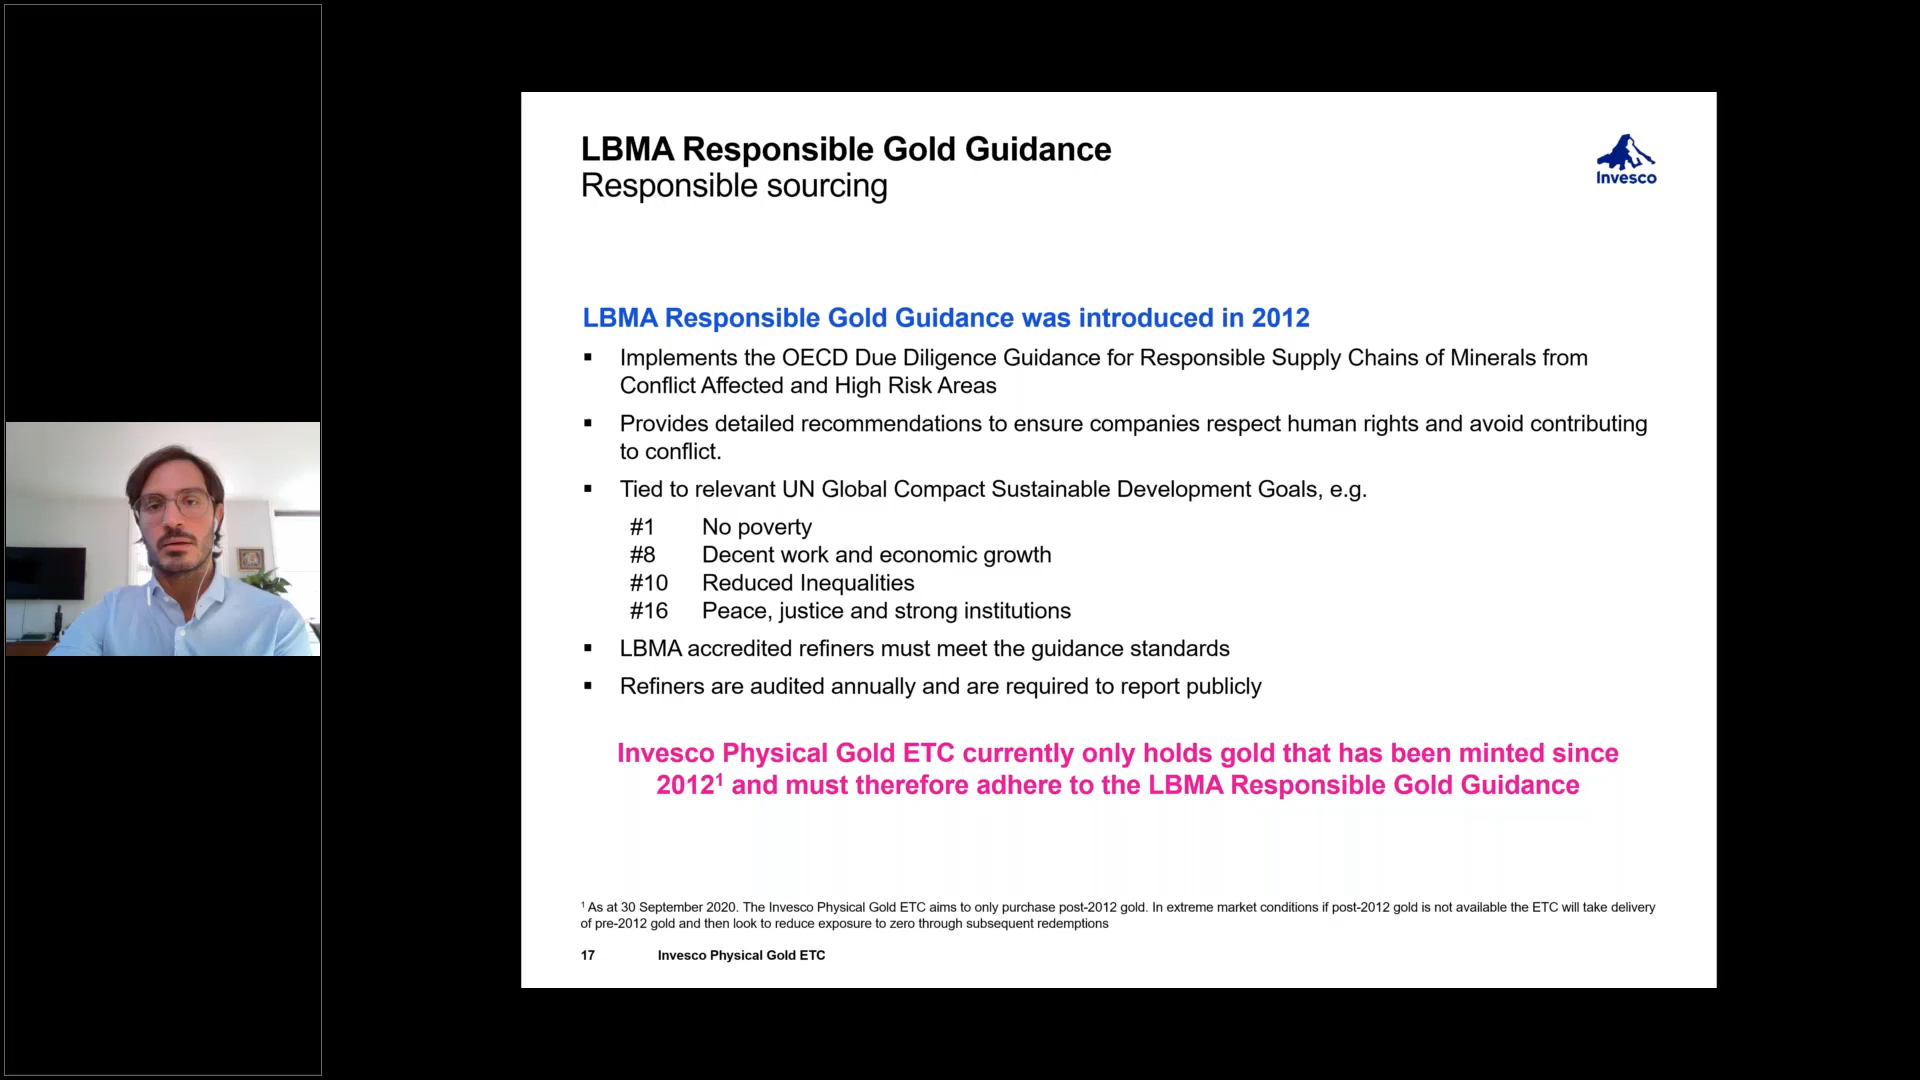 LBMA Responsible Gold Guidance
Responsible sourcing
Invesco
LBMA Responsible Gold Guidance was introduced in 2012
▪ Implements the OECD Due Diligence Guidance for Responsible Supply Chains of Minerals from
Conflict Affected and High Risk Areas
▪ Provides detailed recommendations to ensure companies respect human rights and avoid contributing
to conflict.
▪ Tied to relevant UN Global Compact Sustainable Development Goals, e.g.
#1 No poverty
#8 Decent work and economic growth
#10 Reduced Inequalities
#16 Peace, justice and strong institutions
▪ LBMA accredited refiners must meet the guidance standards
▪ Refiners are audited annually and are required to report publicly
Invesco Physical Gold ETC currently only holds gold that has been minted since
2012¹ and must therefore adhere to the LBMA Responsible Gold Guidance
¹ As at 30 September 2020. The Invesco Physical Gold ETC aims to only purchase post-2012 gold. In extreme market conditions if post-2012 gold is not available the ETC will take delivery
of pre-2012 gold and then look to reduce exposure to zero through subsequent redemptions
17 Invesco Physical Gold ETC